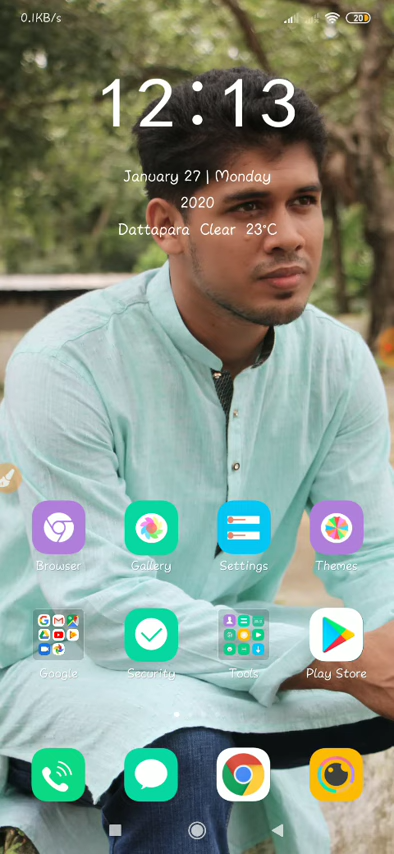 0.1KB/s
20
12:13
January 27 | Monday
2020
Dattapara Clear 23°C
Browser
Gallery
Settings
Themes
Google
Security
Tools
Play Store